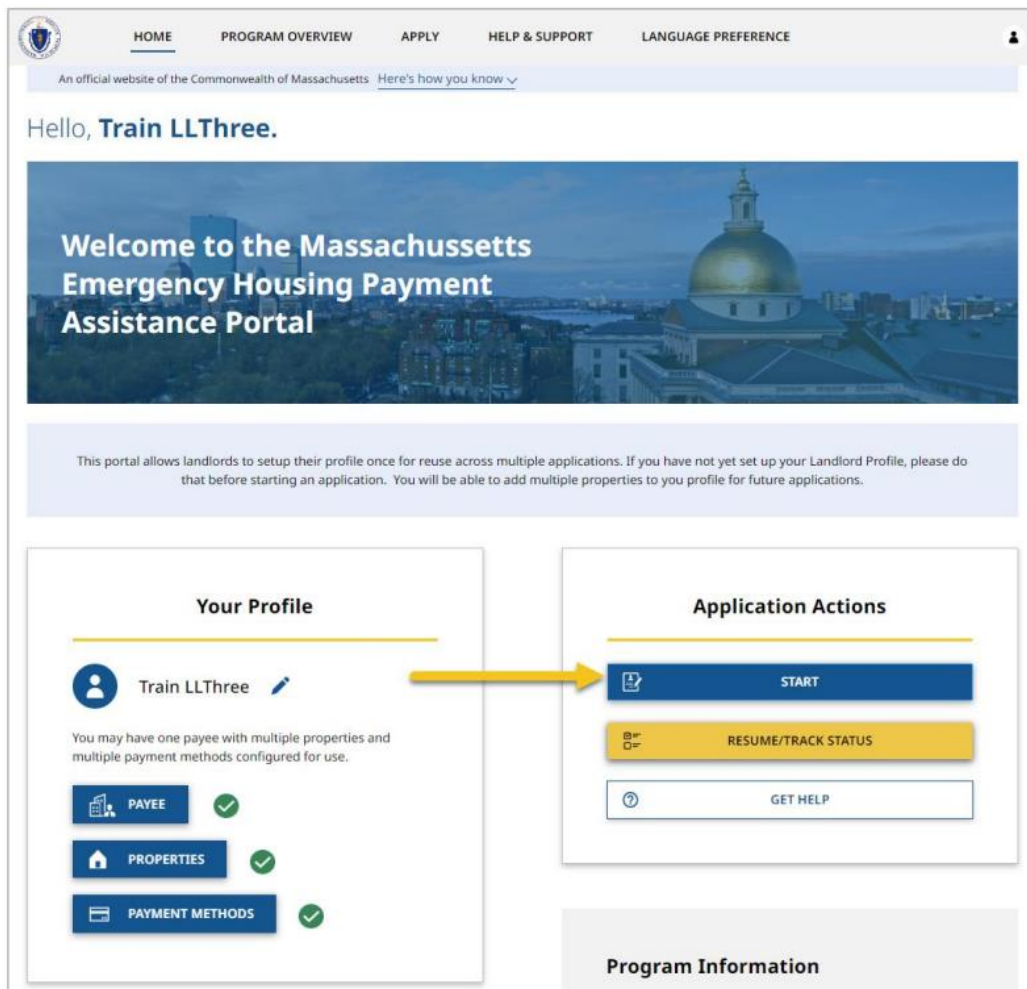 HOME PROGRAM OVERVIEW APPLY HELP & SUPPORT LANGUAGE PREFERENCE
An official website of the Commonwealth of Massachusetts Here's how you know
Hello, Train LLThree.
Welcome to the Massachussetts
Emergency Housing Payment
Assistance Portal
This portal allows landlords to setup their profile once for reuse across multiple applications. If you have not yet set up your Landlord Profile, please do
that before starting an application. You will be able to add multiple properties to you profile for future applications.
Your Profile
Train LLThree
You may have one payee with multiple properties and
multiple payment methods configured for use.
PAYEE
PROPERTIES
PAYMENT METHODS
Application Actions
START
RESUME/TRACK STATUS
GET HELP
Program Information